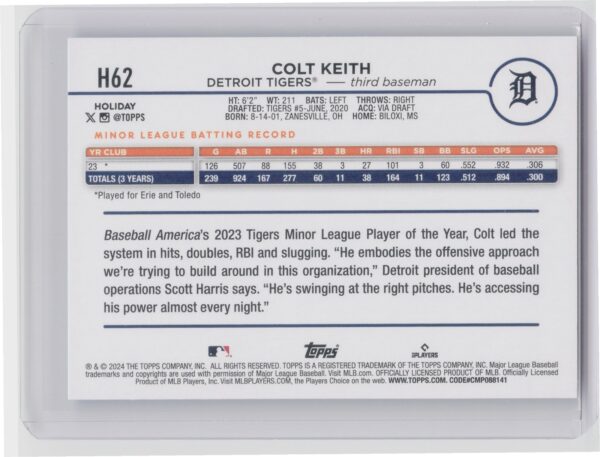 H62
COLT KEITH
DETROIT TIGERS® — third baseman
D
HOLIDAY
X @TOPPS
HT: 6'2" WT: 211 BATS: LEFT THROWS: RIGHT
DRAFTED: TIGERS #5-JUNE, 2020 ACQ: VIA DRAFT
BORN: 8-14-01, ZANESVILLE, OH HOME: BILOXI, MS
MINOR LEAGUE BATTING RECORD
YR CLUB G AB R H 2B 3B HR RBI SB BB SLG OPS AVG
23 * 126 507 88 155 38 3 27 101 3 60 .552 .932 .306
TOTALS (3 YEARS) 239 924 167 277 60 11 38 164 11 123 .512 .894 .300
*Played for Erie and Toledo
Baseball America's 2023 Tigers Minor League Player of the Year, Colt led the
system in hits, doubles, RBI and slugging. “He embodies the offensive approach
we're trying to build around in this organization,” Detroit president of baseball
operations Scott Harris says. “He's swinging at the right pitches. He's accessing
his power almost every night.”
Topps
PLAYERS
® & © 2024 THE TOPPS COMPANY, INC. ALL RIGHTS RESERVED. TOPPS IS A REGISTERED TRADEMARK OF THE TOPPS COMPANY, INC. Major League Baseball
trademarks and copyrights are used with permission of Major League Baseball. Visit MLB.com. OFFICIALLY LICENSED PRODUCT OF MLB. Officially Licensed
Product of MLB Players, Inc. Visit MLBPLAYERS.COM, the Players Choice on the web. WWW.TOPPS.COM. CODE#CMP088141